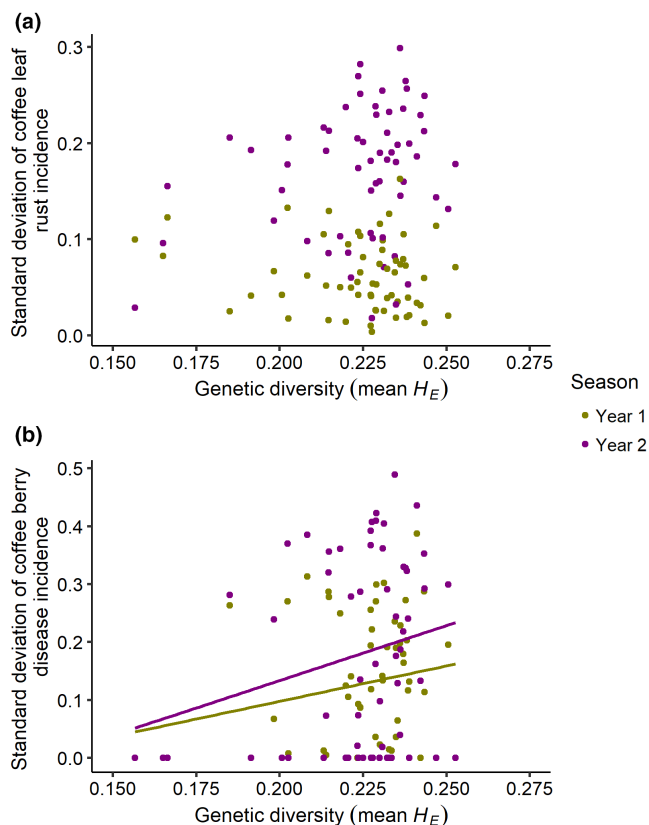 (a)
Standard deviation of coffee leaf
rust incidence
0.3
0.2
0.1
0.0
0.150 0.175 0.200 0.225 0.250 0.275
Genetic diversity (mean H_E)
Season
Year 1
Year 2
(b)
Standard deviation of coffee berry
disease incidence
0.5
0.4
0.3
0.2
0.1
0.0
0.150 0.175 0.200 0.225 0.250 0.275
Genetic diversity (mean H_E)